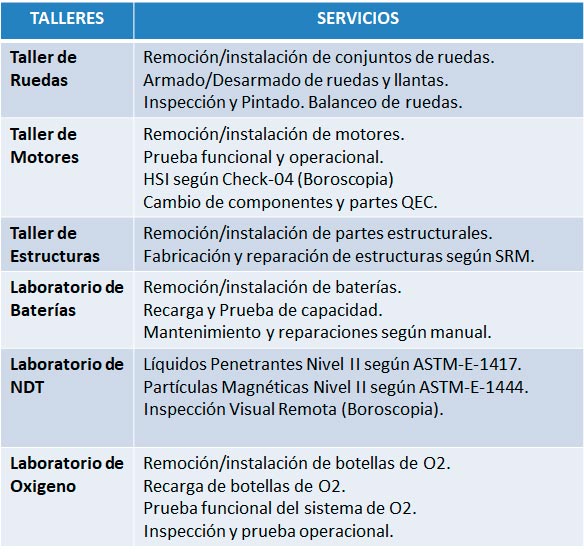 TALLERES SERVICIOS
Taller de Ruedas
Remoción/instalación de conjuntos de ruedas.
Armado/Desarmado de ruedas y llantas.
Inspección y Pintado. Balanceo de ruedas.
Taller de Motores
Remoción/instalación de motores.
Prueba funcional y operacional.
HSI según Check-04 (Boroscopia)
Cambio de componentes y partes QEC.
Taller de Estructuras
Remoción/instalación de partes estructurales.
Fabricación y reparación de estructuras según SRM.
Laboratorio de Baterías
Remoción/instalación de baterías.
Recarga y Prueba de capacidad.
Mantenimiento y reparaciones según manual.
Laboratorio de NDT
Líquidos Penetrantes Nivel II según ASTM-E-1417.
Partículas Magnéticas Nivel II según ASTM-E-1444.
Inspección Visual Remota (Boroscopia).
Laboratorio de Oxigeno
Remoción/instalación de botellas de O2.
Recarga de botellas de O2.
Prueba funcional del sistema de O2.
Inspección y prueba operacional.